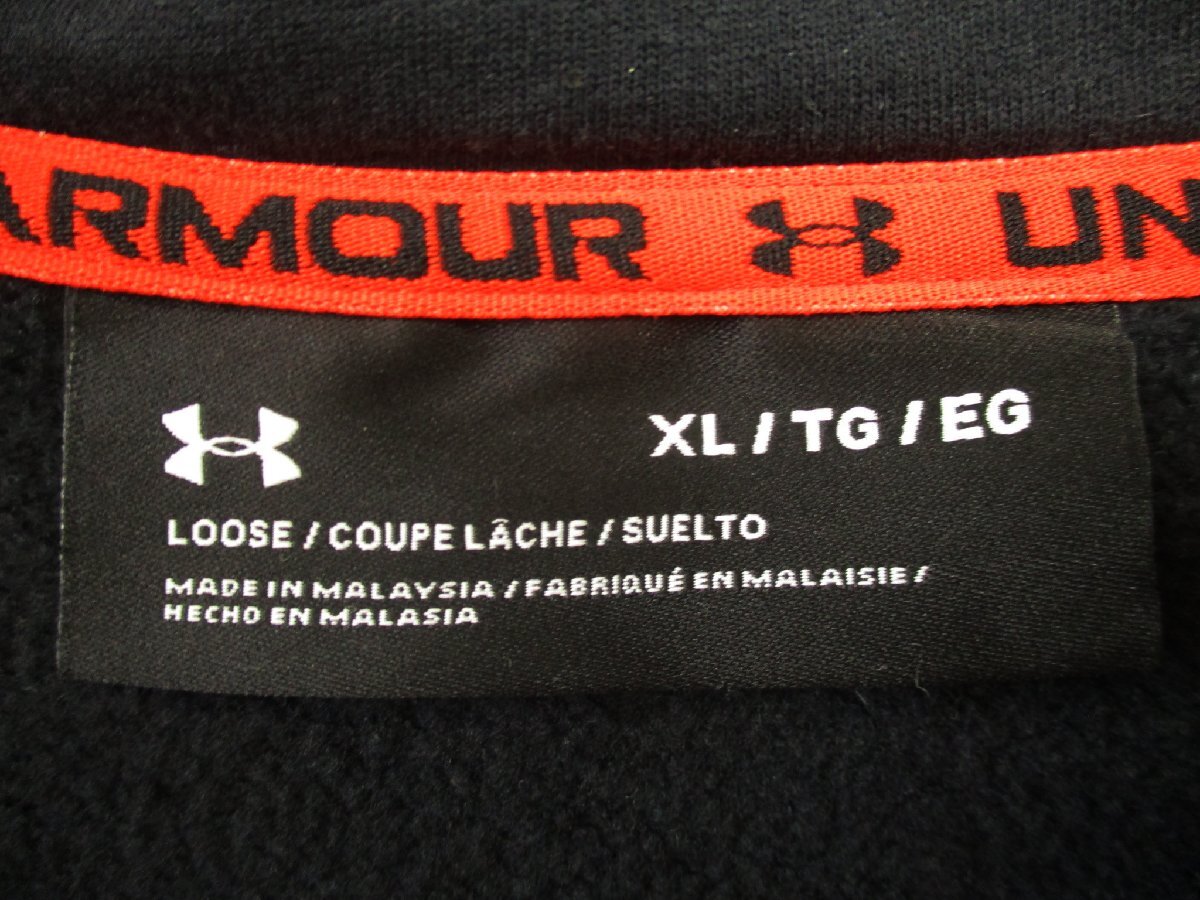 ARMOUR UN
XL / TG / EG
LOOSE / COUPE LÂCHE / SUELTO
MADE IN MALAYSIA / FABRIQUÉ EN MALAISIE /
HECHO EN MALASIA